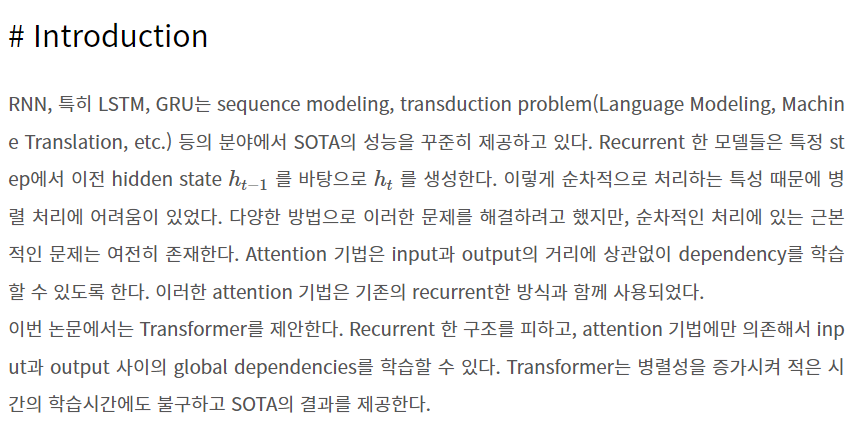 # Introduction
RNN, 특히 LSTM, GRU는 sequence modeling, transduction problem(Language Modeling, Machin
e Translation, etc.) 등의 분야에서 SOTA의 성능을 꾸준히 제공하고 있다. Recurrent 한 모델들은 특정 st
ep에서 이전 hidden state h_{t-1} 를 바탕으로 h_t 를 생성한다. 이렇게 순차적으로 처리하는 특성 때문에 병
렬 처리에 어려움이 있었다. 다양한 방법으로 이러한 문제를 해결하려고 했지만, 순차적인 처리에 있는 근본
적인 문제는 여전히 존재한다. Attention 기법은 input과 output의 거리에 상관없이 dependency를 학습
할 수 있도록 한다. 이러한 attention 기법은 기존의 recurrent한 방식과 함께 사용되었다.
이번 논문에서는 Transformer를 제안한다. Recurrent 한 구조를 피하고, attention 기법에만 의존해서 inp
ut과 output 사이의 global dependencies를 학습할 수 있다. Transformer는 병렬성을 증가시켜 적은 시
간의 학습시간에도 불구하고 SOTA의 결과를 제공한다.